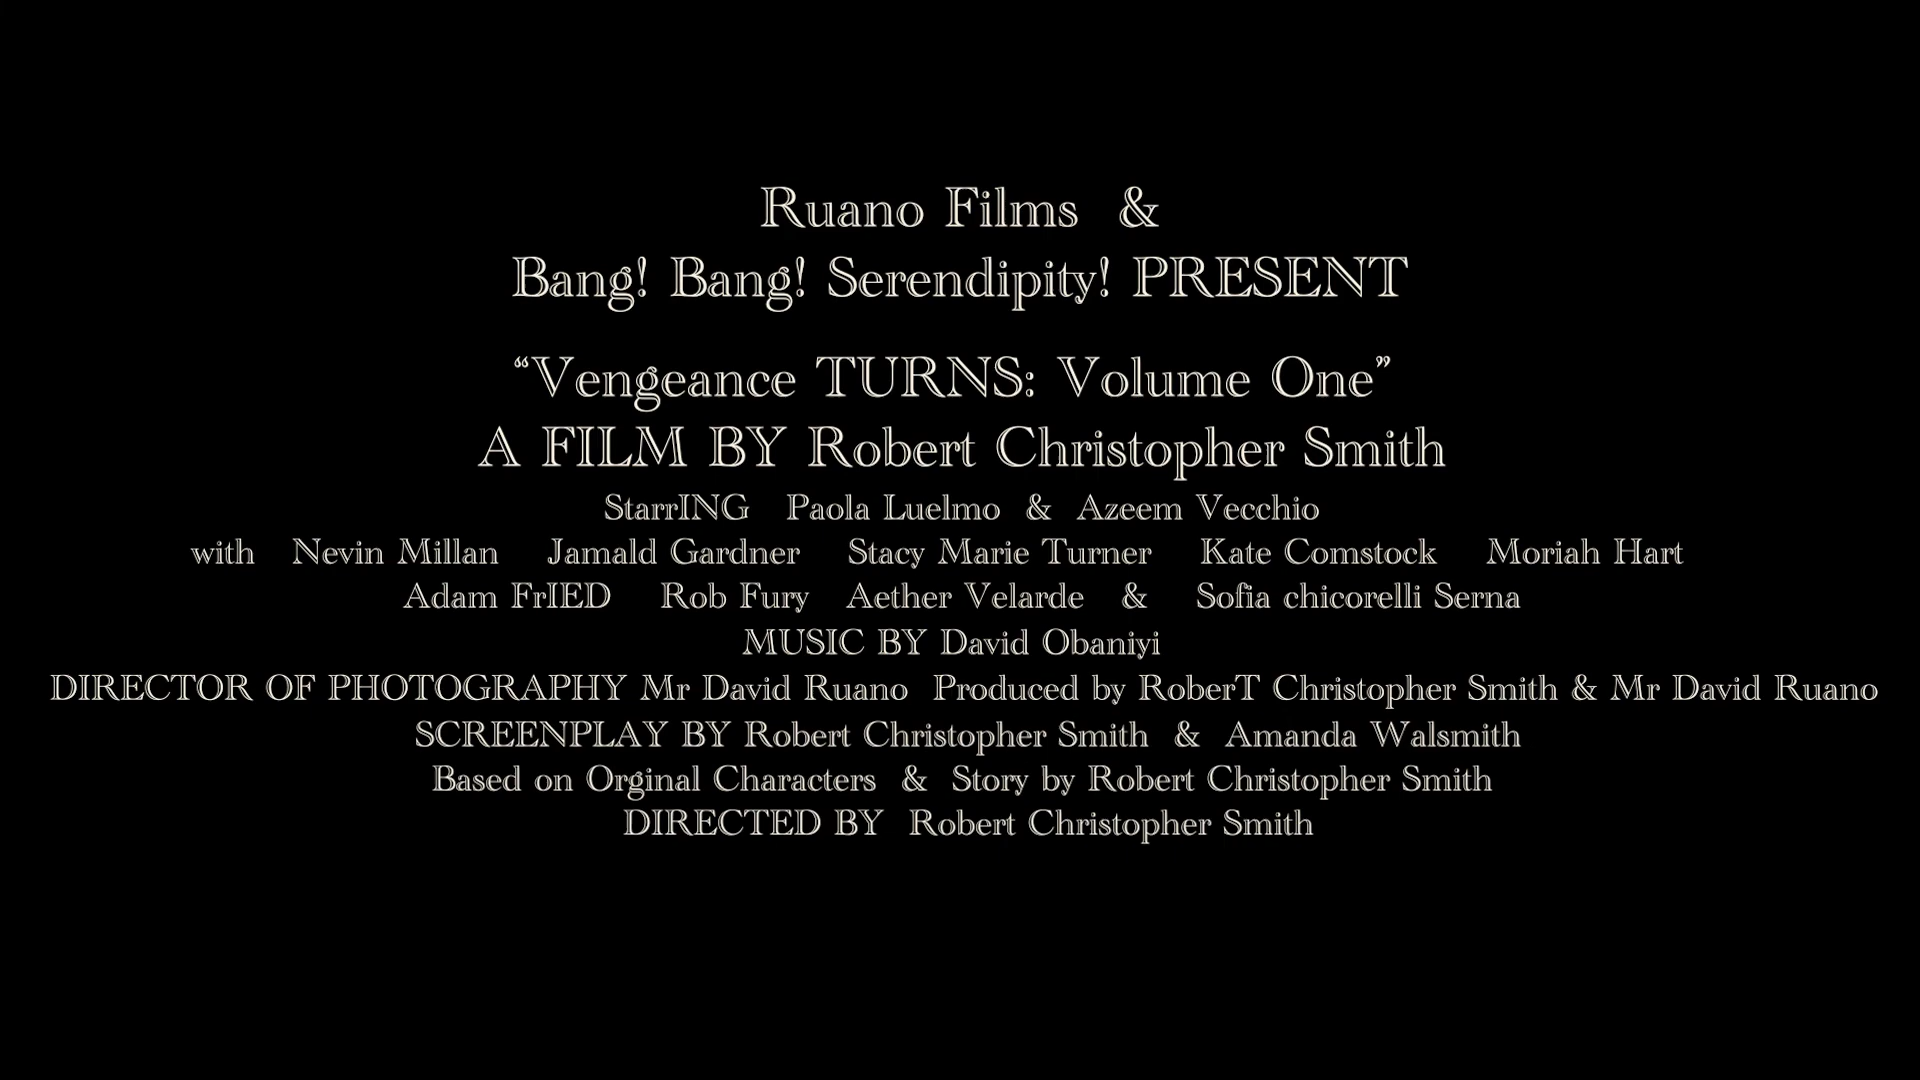 Ruano Films &
Bang! Bang! Serendipity! PRESENT
“Vengeance TURNS: Volume One”
A FILM BY Robert Christopher Smith
StarrING Paola Luelmo & Azeem Vecchio
with Nevin Millan Jamald Gardner Stacy Marie Turner Kate Comstock Moriah Hart
Adam FrIED Rob Fury Aether Velarde & Sofia chicorelli Serna
MUSIC BY David Obaniyi
DIRECTOR OF PHOTOGRAPHY Mr David Ruano Produced by RoberT Christopher Smith & Mr David Ruano
SCREENPLAY BY Robert Christopher Smith & Amanda Walsmith
Based on Orginal Characters & Story by Robert Christopher Smith
DIRECTED BY Robert Christopher Smith